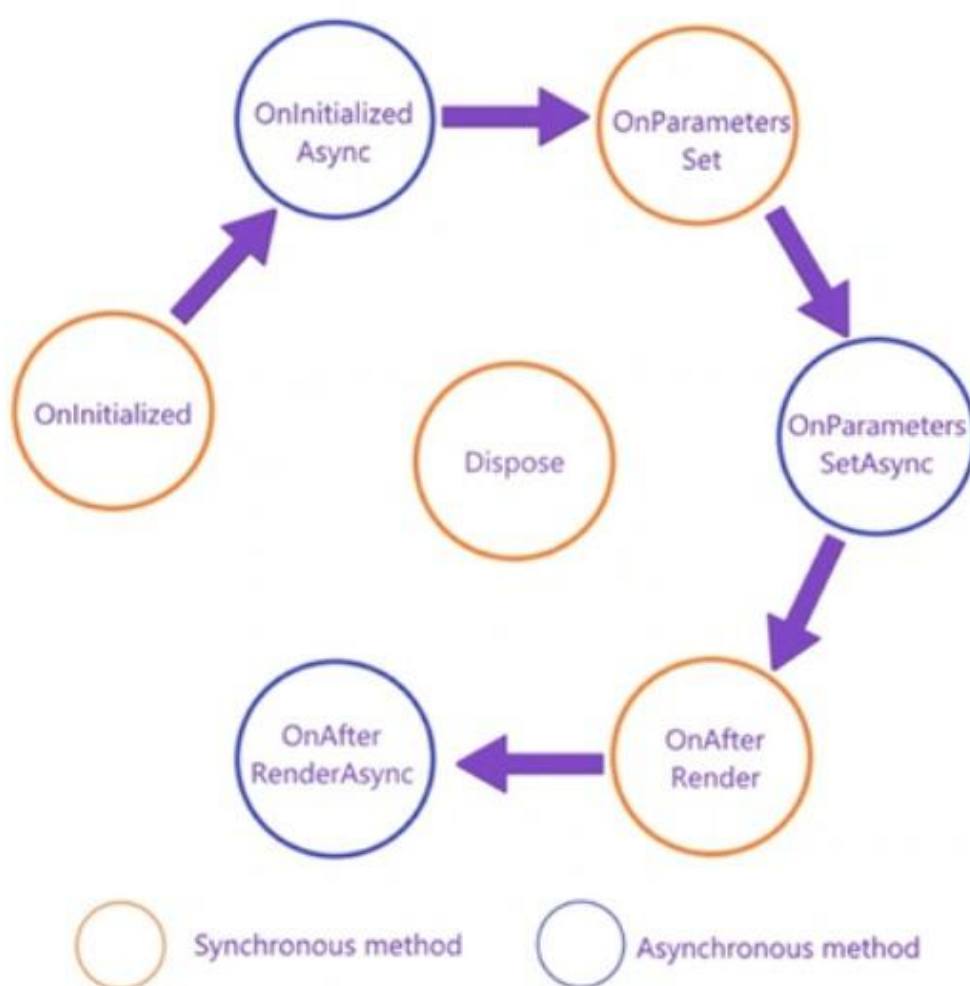 OnInitialized
Async
OnParameters
Set
OnInitialized
Dispose
OnParameters
SetAsync
OnAfter
RenderAsync
OnAfter
Render
Synchronous method
Asynchronous method